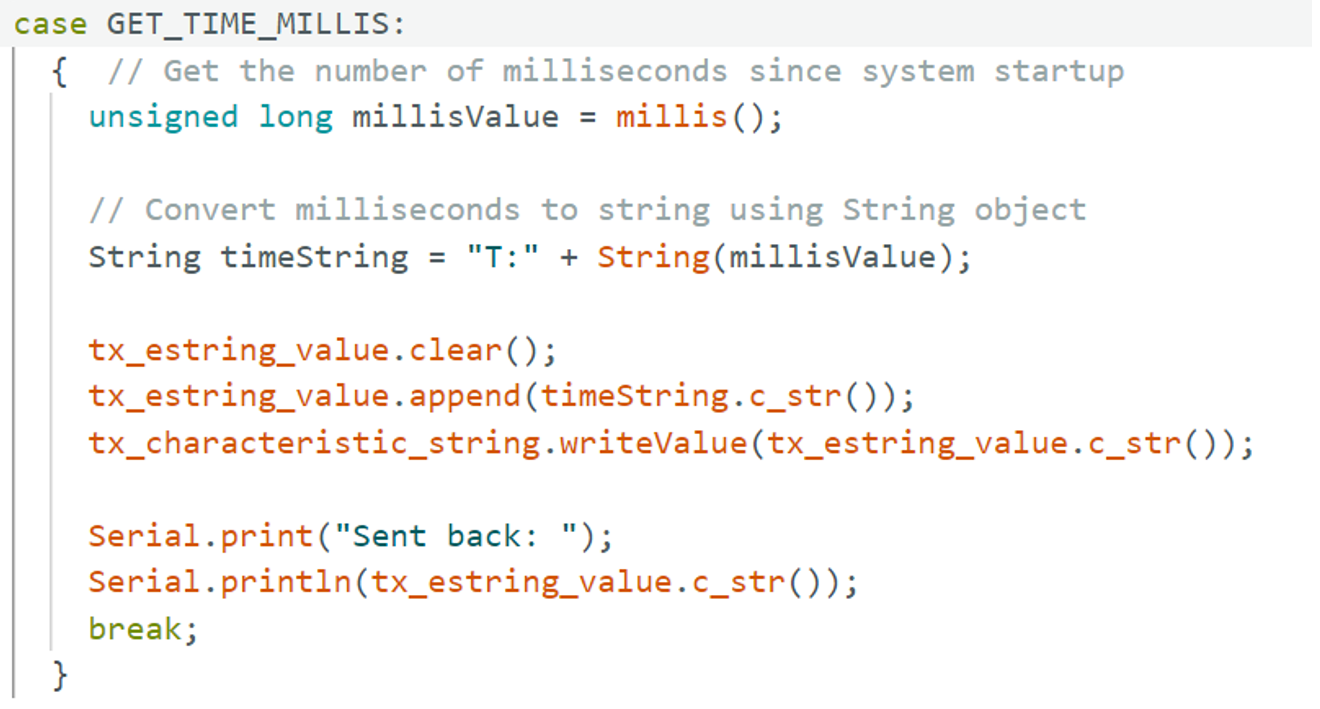 case GET_TIME_MILLIS:
{ // Get the number of milliseconds since system startup
unsigned long millisValue = millis();
// Convert milliseconds to string using String object
String timeString = "T:" + String(millisValue);
tx_estring_value.clear();
tx_estring_value.append(timeString.c_str());
tx_characteristic_string.writeValue(tx_estring_value.c_str());
Serial.print("Sent back: ");
Serial.println(tx_estring_value.c_str());
break;
}